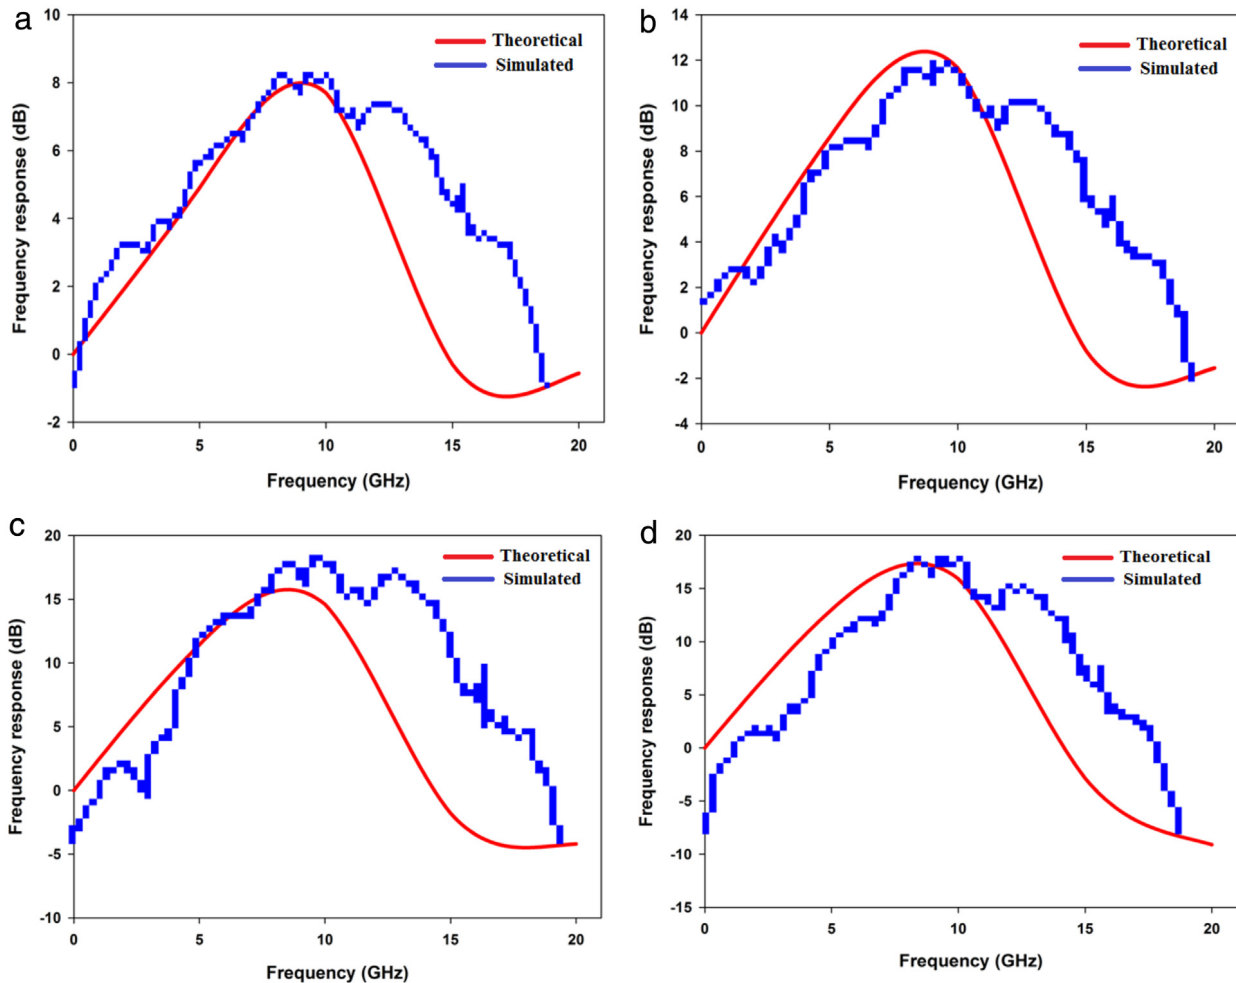 a
10
8
6
4
2
0
-2
Frequency response (dB)
Theoretical
Simulated
0 5 10 15 20
Frequency (GHz)
b
14
12
10
8
6
4
2
0
-2
-4
Frequency response (dB)
Theoretical
Simulated
0 5 10 15 20
Frequency (GHz)
c
20
15
10
5
0
-5
-10
Frequency response (dB)
Theoretical
Simulated
0 5 10 15 20
Frequency (GHz)
d
20
15
10
5
0
-5
-10
-15
Frequency response (dB)
Theoretical
Simulated
0 5 10 15 20
Frequency (GHz)